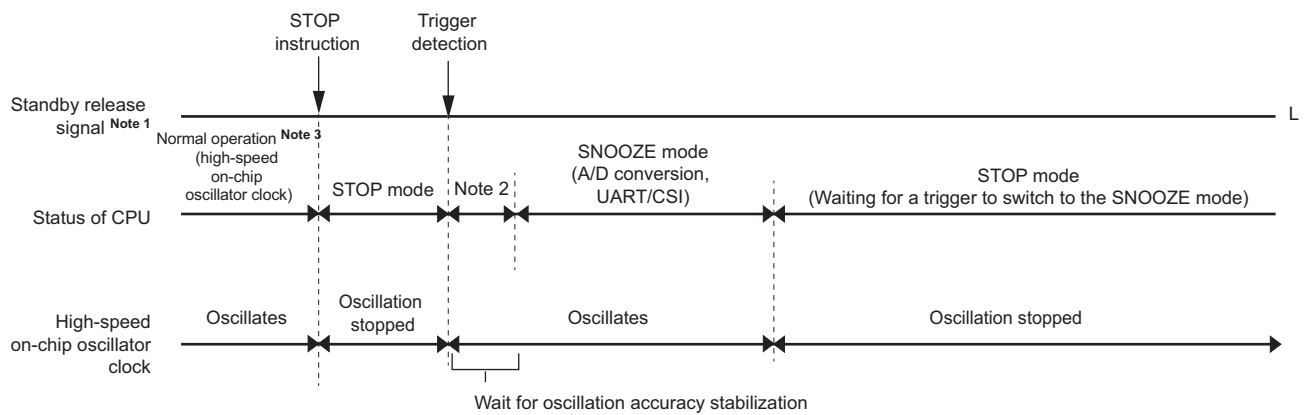 STOP
instruction
Trigger
detection
Standby release
signal Note 1
L
Normal operation Note 3
(high-speed
on-chip
oscillator clock)
STOP mode
Note 2
SNOOZE mode
(A/D conversion,
UART/CSI)
STOP mode
(Waiting for a trigger to switch to the SNOOZE mode)
Status of CPU
High-speed
on-chip oscillator
clock
Oscillates
Oscillation
stopped
Oscillates
Oscillation stopped
Wait for oscillation accuracy stabilization